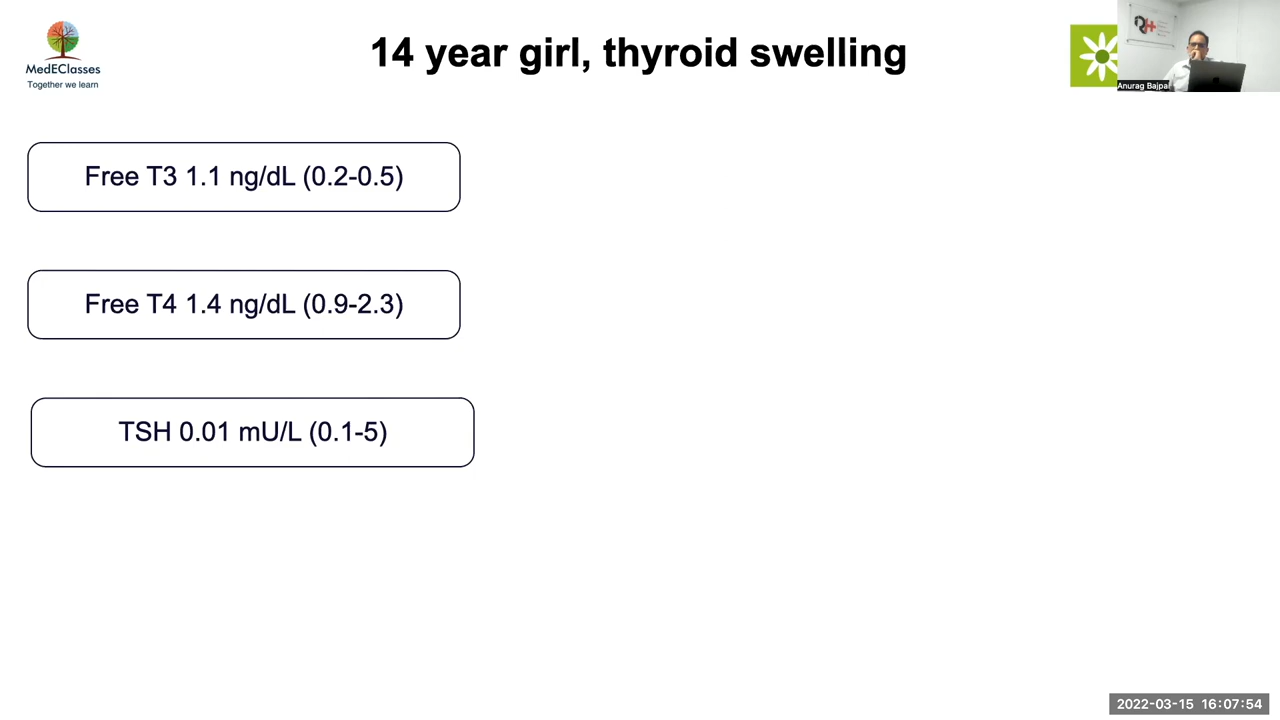 MedEClasses
Together we learn
14 year girl, thyroid swelling
Anurag Bajpai
Free T3 1.1 ng/dL (0.2-0.5)
Free T4 1.4 ng/dL (0.9-2.3)
TSH 0.01 mU/L (0.1-5)
2022-03-15 16:07:54